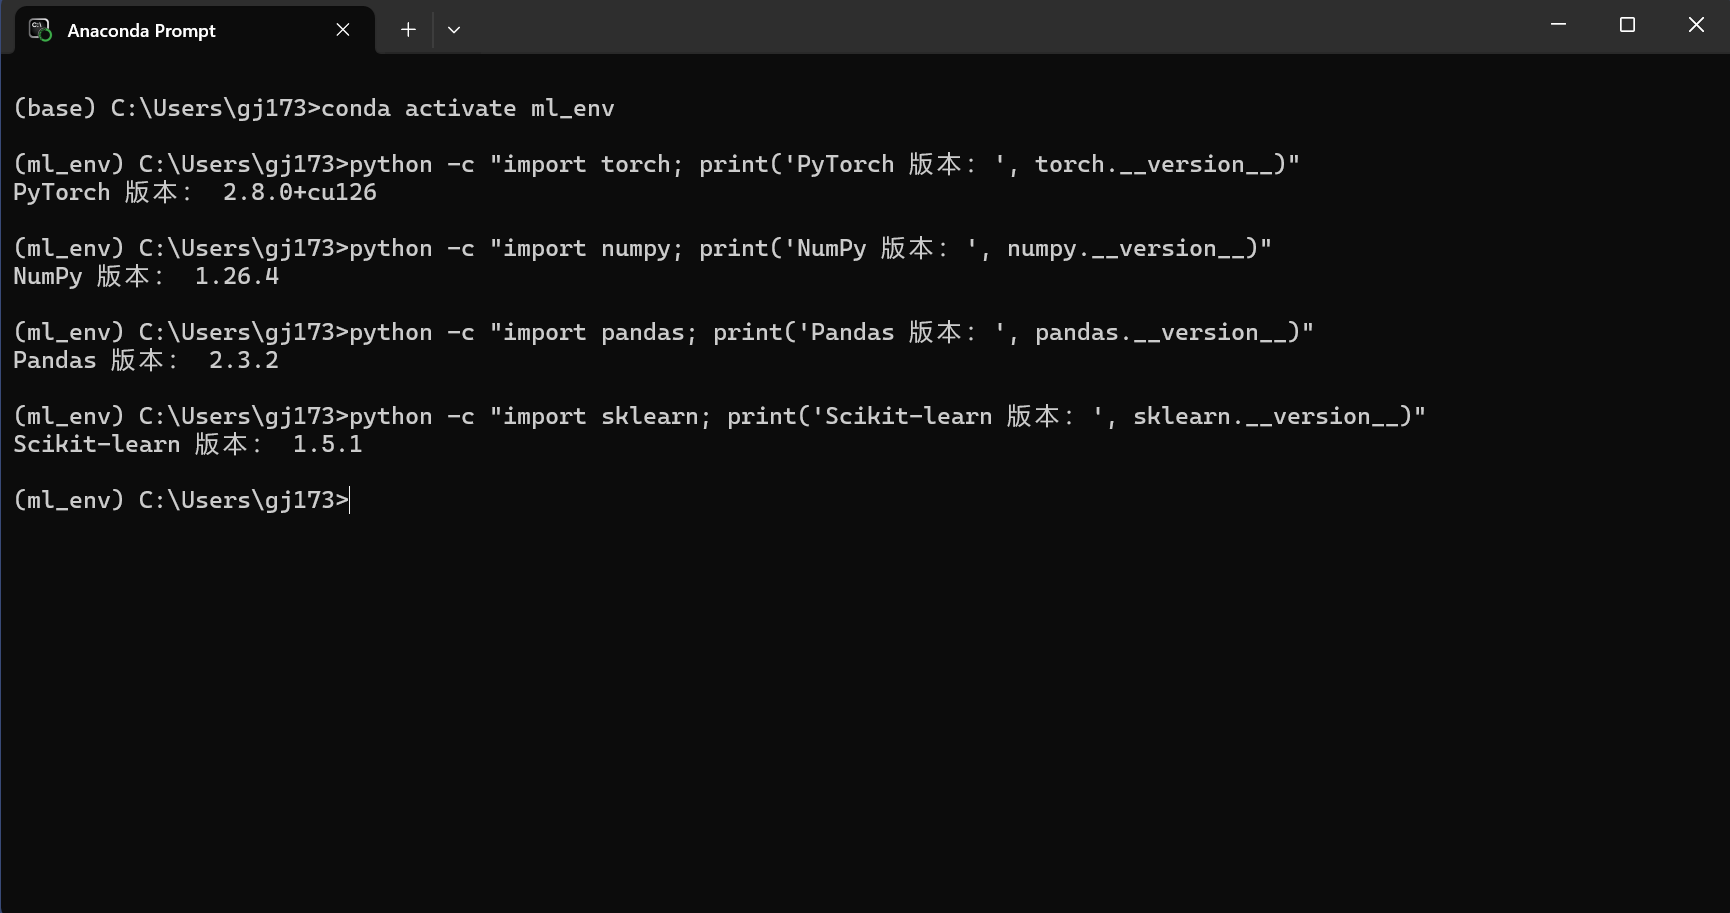 Anaconda Prompt
(base) C:\Users\gj173>conda activate ml_env
(ml_env) C:\Users\gj173>python -c "import torch; print('PyTorch 版本：', torch.__version__)"
PyTorch 版本： 2.8.0+cu126
(ml_env) C:\Users\gj173>python -c "import numpy; print('NumPy 版本：', numpy.__version__)"
NumPy 版本： 1.26.4
(ml_env) C:\Users\gj173>python -c "import pandas; print('Pandas 版本：', pandas.__version__)"
Pandas 版本： 2.3.2
(ml_env) C:\Users\gj173>python -c "import sklearn; print('Scikit-learn 版本：', sklearn.__version__)"
Scikit-learn 版本： 1.5.1
(ml_env) C:\Users\gj173>